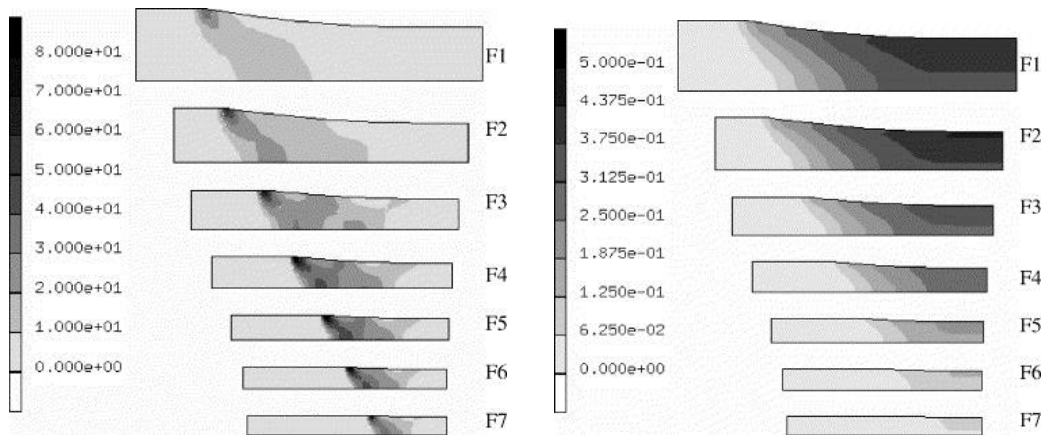 8.000e+01
7.000e+01
6.000e+01
5.000e+01
4.000e+01
3.000e+01
2.000e+01
1.000e+01
0.000e+00
F1
F2
F3
F4
F5
F6
F7
5.000e-01
4.375e-01
3.750e-01
3.125e-01
2.500e-01
1.875e-01
1.250e-01
6.250e-02
0.000e+00
F1
F2
F3
F4
F5
F6
F7